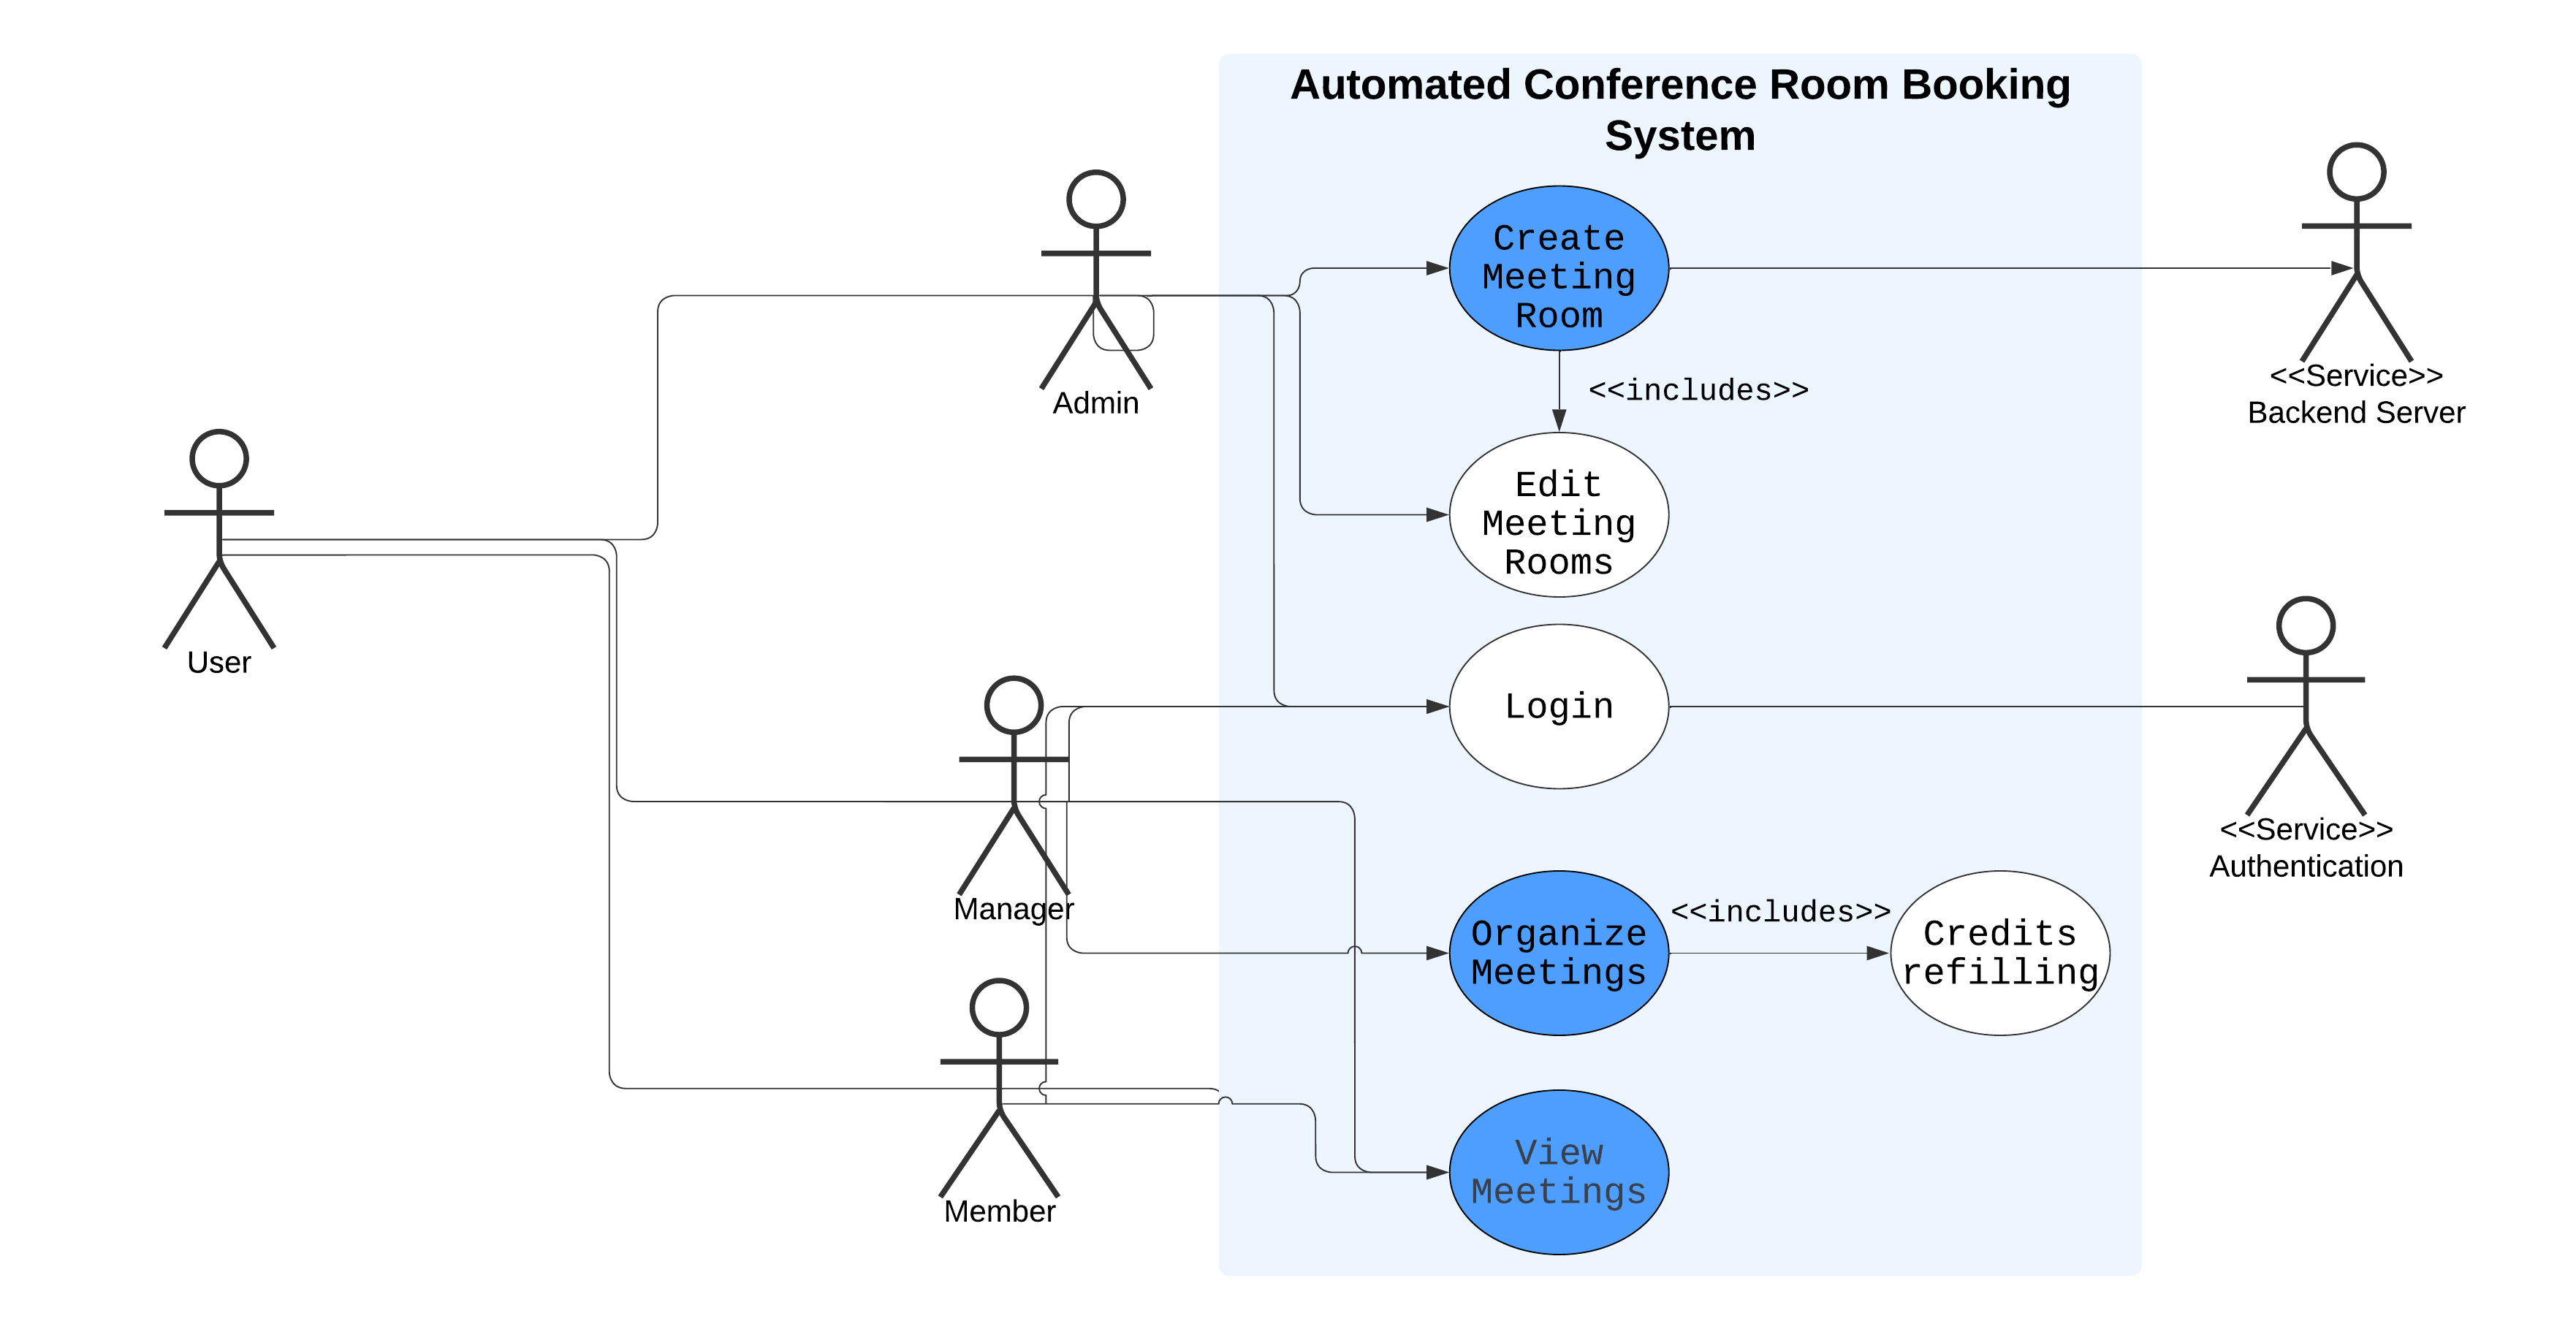 Automated Conference Room Booking
System
Create
Meeting
Room
<<includes>>
Admin
<<Service>>
Backend Server
Edit
Meeting
Rooms
User
Login
<<Service>>
Authentication
Manager
Organize
Meetings
<<includes>>
Credits
refilling
View
Meetings
Member